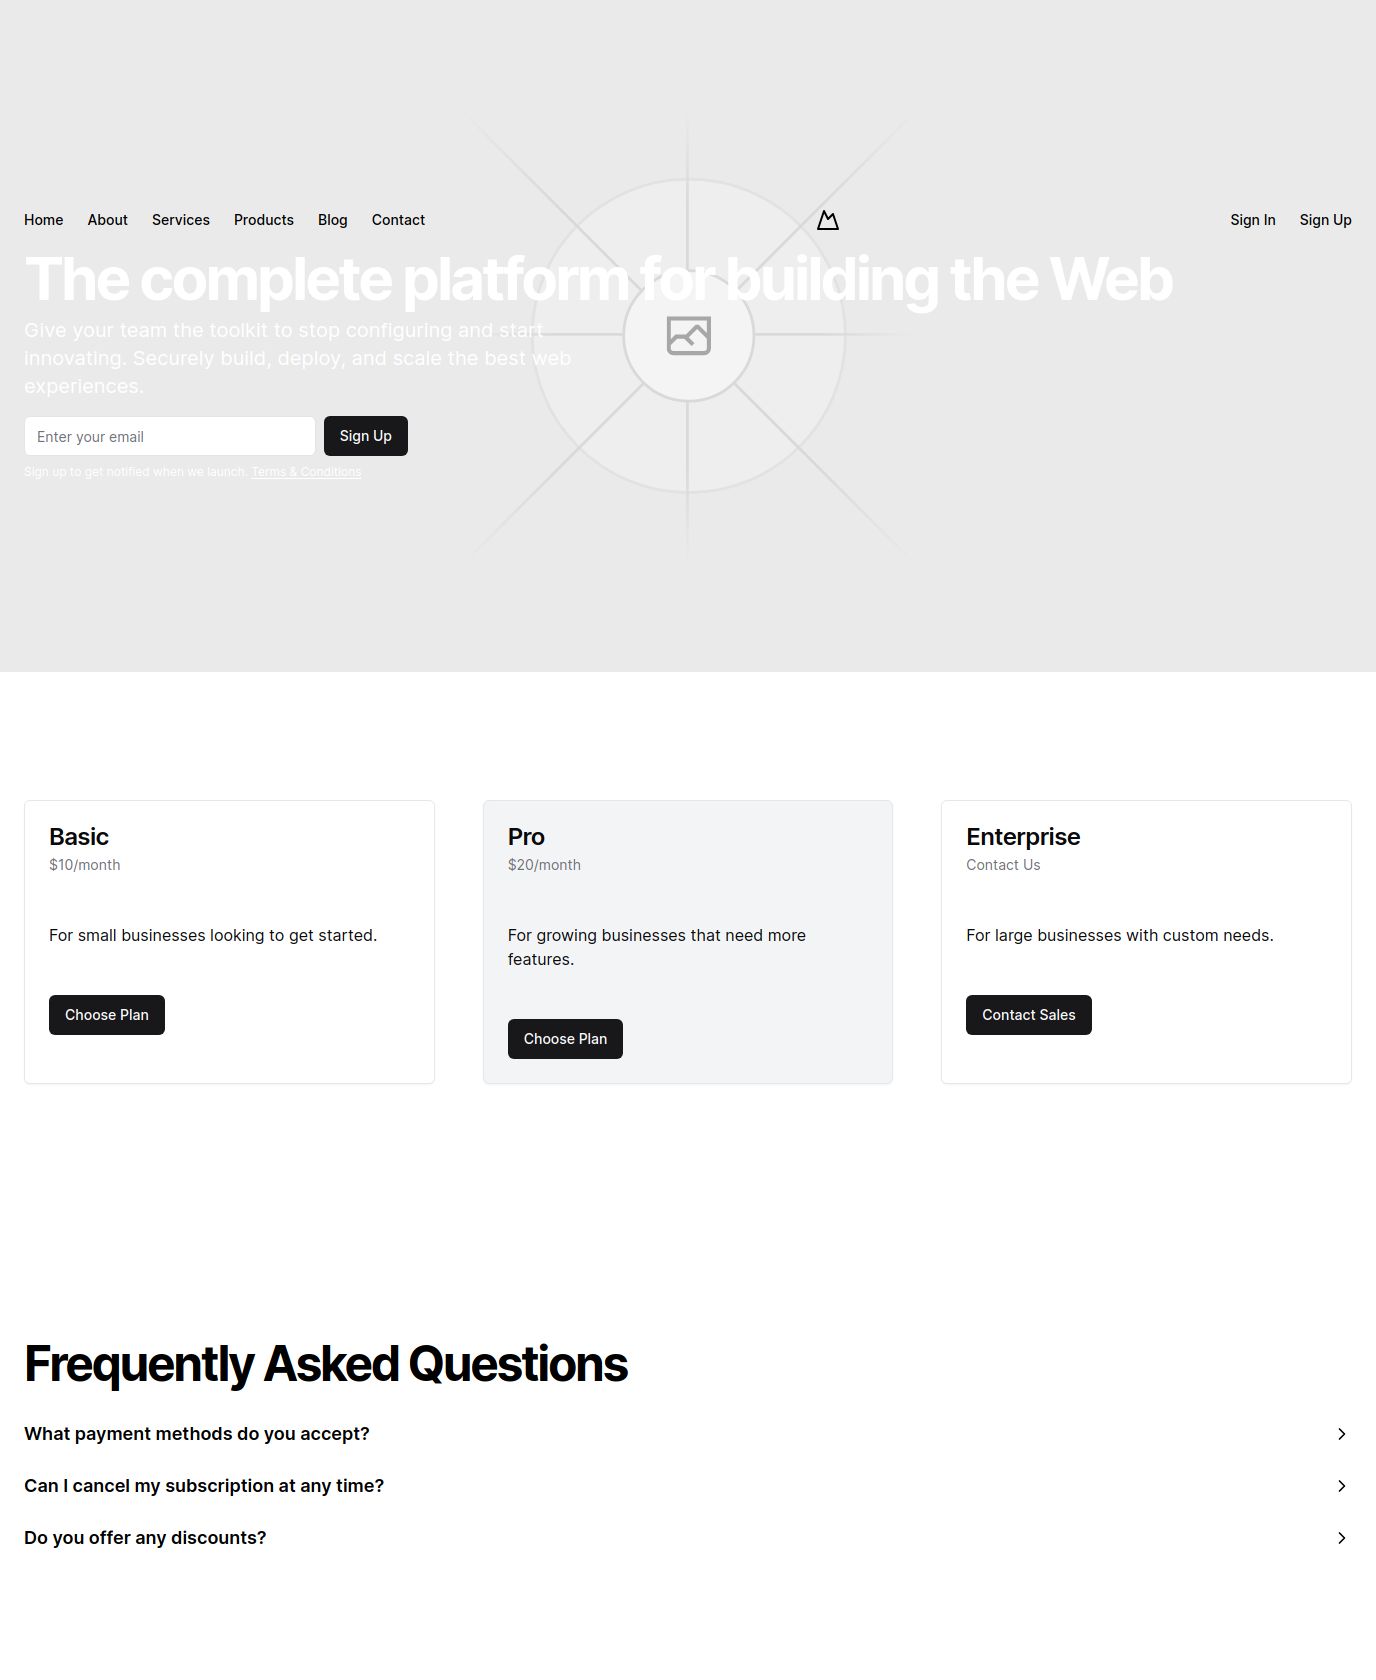 Home About Services Products Blog Contact Sign In Sign Up
The complete platform for building the Web
Give your team the toolkit to stop configuring and start
innovating. Securely build, deploy, and scale the best web
experiences.
Enter your email Sign Up
Sign up to get notified when we launch. Terms & Conditions
Basic
$10/month
For small businesses looking to get started.
Choose Plan
Pro
$20/month
For growing businesses that need more
features.
Choose Plan
Enterprise
Contact Us
For large businesses with custom needs.
Contact Sales
Frequently Asked Questions
What payment methods do you accept?
Can I cancel my subscription at any time?
Do you offer any discounts?